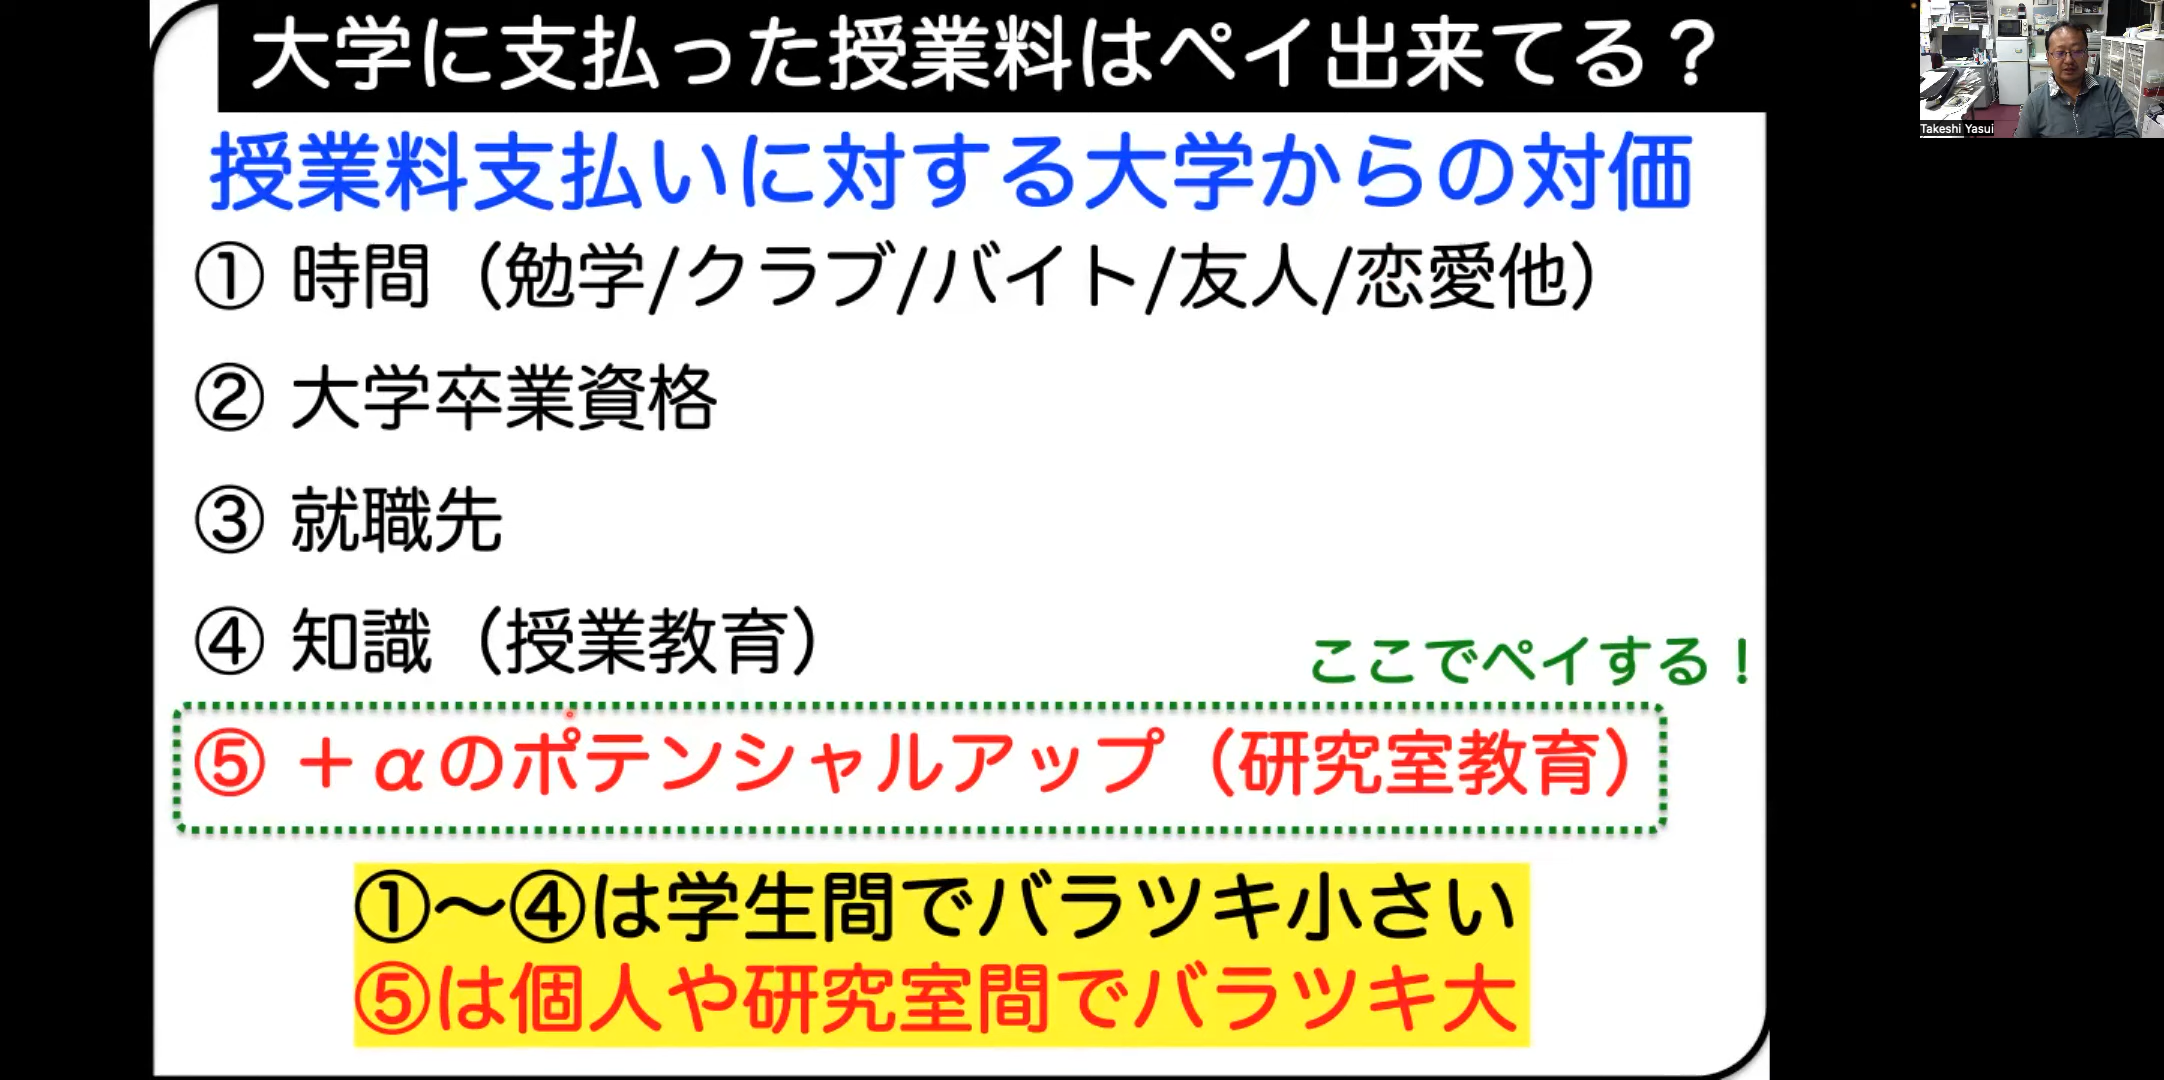 大学に支払った授業料はペイ出来てる？
Takeshi Yasui
授業料支払いに対する大学からの対価
① 時間（勉学/クラブ/バイト/友人/恋愛他）
② 大学卒業資格
③ 就職先
④ 知識（授業教育）
ここでペイする！
⑤ ＋αのポテンシャルアップ（研究室教育）
①〜④は学生間でバラツキ小さい
⑤は個人や研究室間でバラツキ大